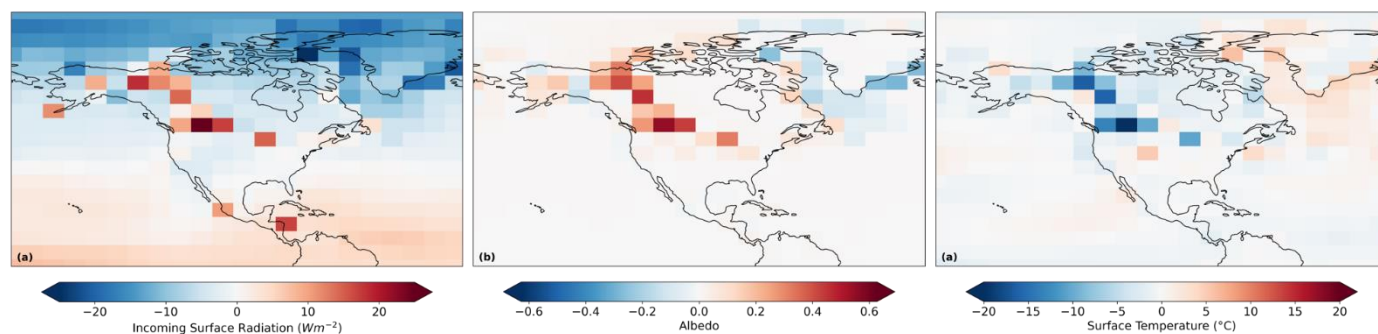 (a)
(b)
(a)
−20 −10 0 10 20
Incoming Surface Radiation (Wm⁻²)
−0.6 −0.4 −0.2 0.0 0.2 0.4 0.6
Albedo
−20 −15 −10 −5 0 5 10 15 20
Surface Temperature (°C)